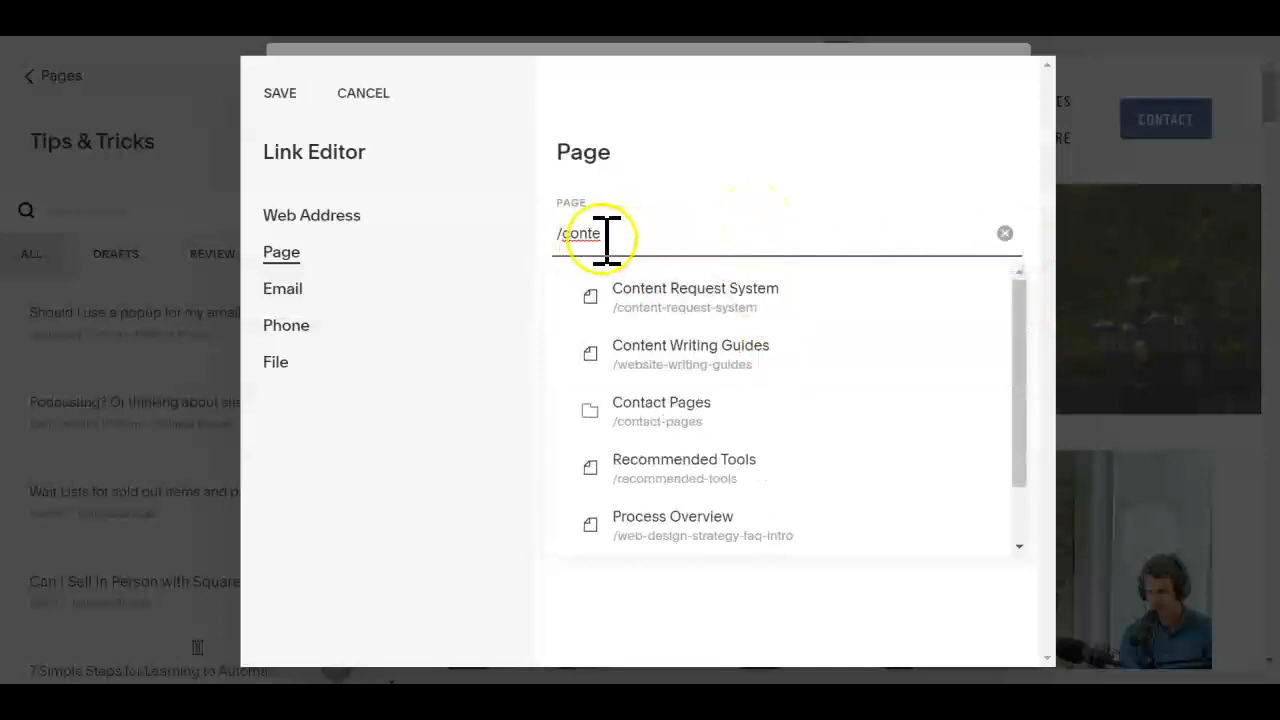 Pages
SAVE
CANCEL
Tips & Tricks
Link Editor
Page
CONTACT
Web Address
PAGE
/conte
ALL
DRAFTS
REVIEW
Page
Email
Phone
File
Content Request System
/content-request-system
Content Writing Guides
/website-writing-guides
Contact Pages
/contact-pages
Recommended Tools
/recommended-tools
Process Overview
/web-design-strategy-faq-intro
Should I use a popup for my email
Podcasting? Or thinking about
Wait Lists for sold out items and p
Can I Sell In Person with Square
7 Simple Steps for Learning to Automa